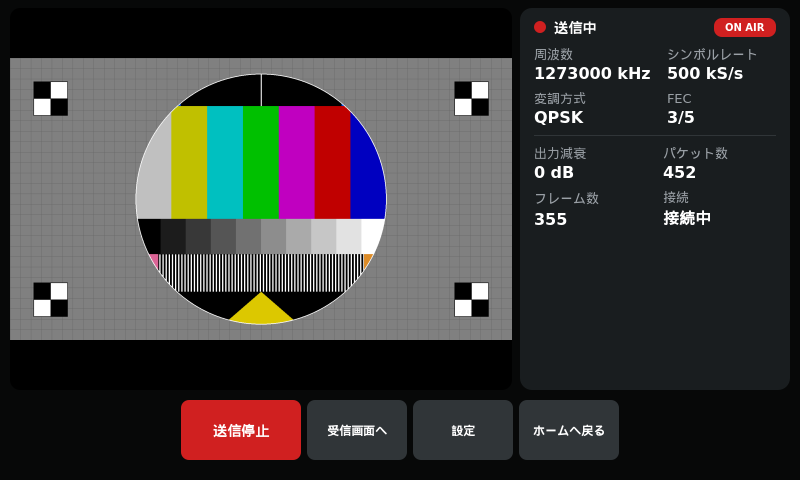 送信中
ON AIR
周波数
シンボルレート
1273000 kHz
500 kS/s
変調方式
FEC
QPSK
3/5
出力減衰
パケット数
0 dB
452
フレーム数
接続
355
接続中
送信停止
受信画面へ
設定
ホームへ戻る